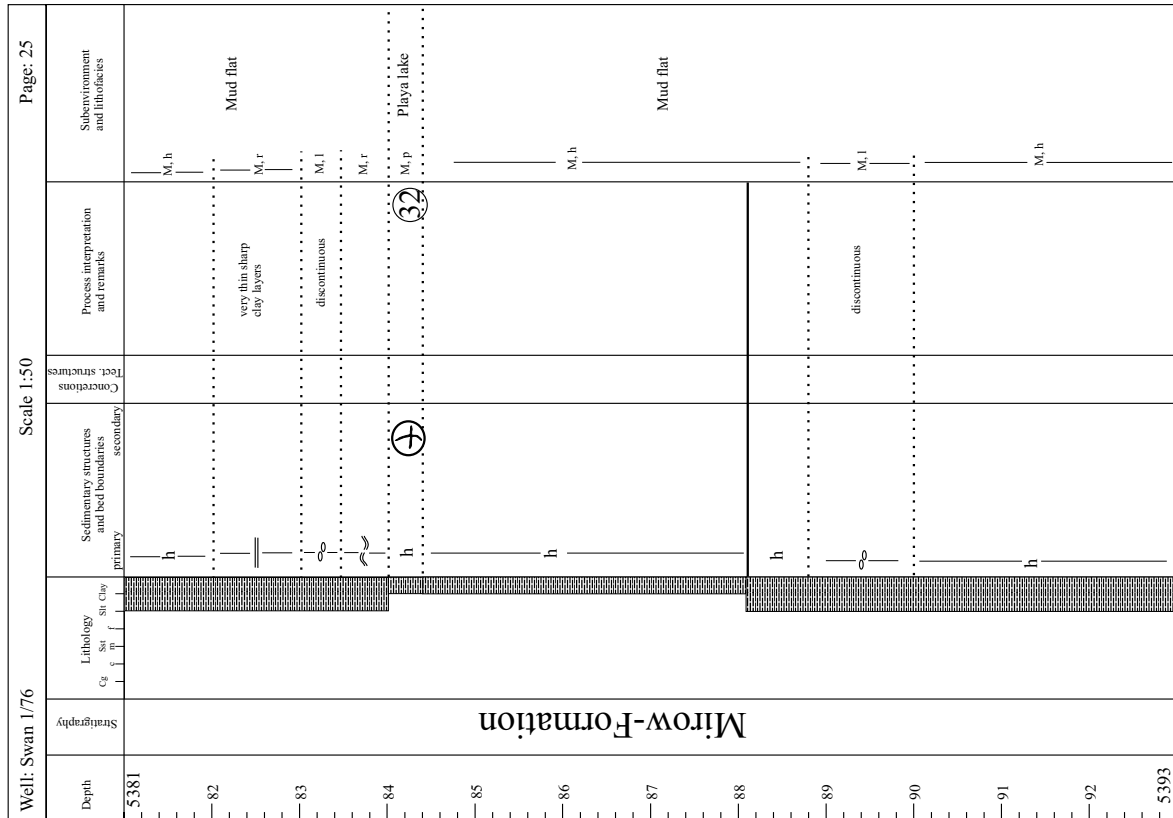 Well: Swan 1/76
Scale 1:50
Page: 25
Depth
Stratigraphy
Lithology
Cg
c
Sst
m
f
Slt
Clay
Sedimentary structures
and bed boundaries
primary
secondary
Concretions
Tect. structures
Process interpretation
and remarks
Subenvironment
and lithofacies
5381
82
83
84
85
86
87
88
89
90
91
92
5393
Mirow-Formation
h
h
h
h
h
32
very thin sharp
clay layers
discontinuous
discontinuous
M, h
M, r
M, l
M, r
M, p
M, h
M, l
M, h
Mud flat
Playa lake
Mud flat